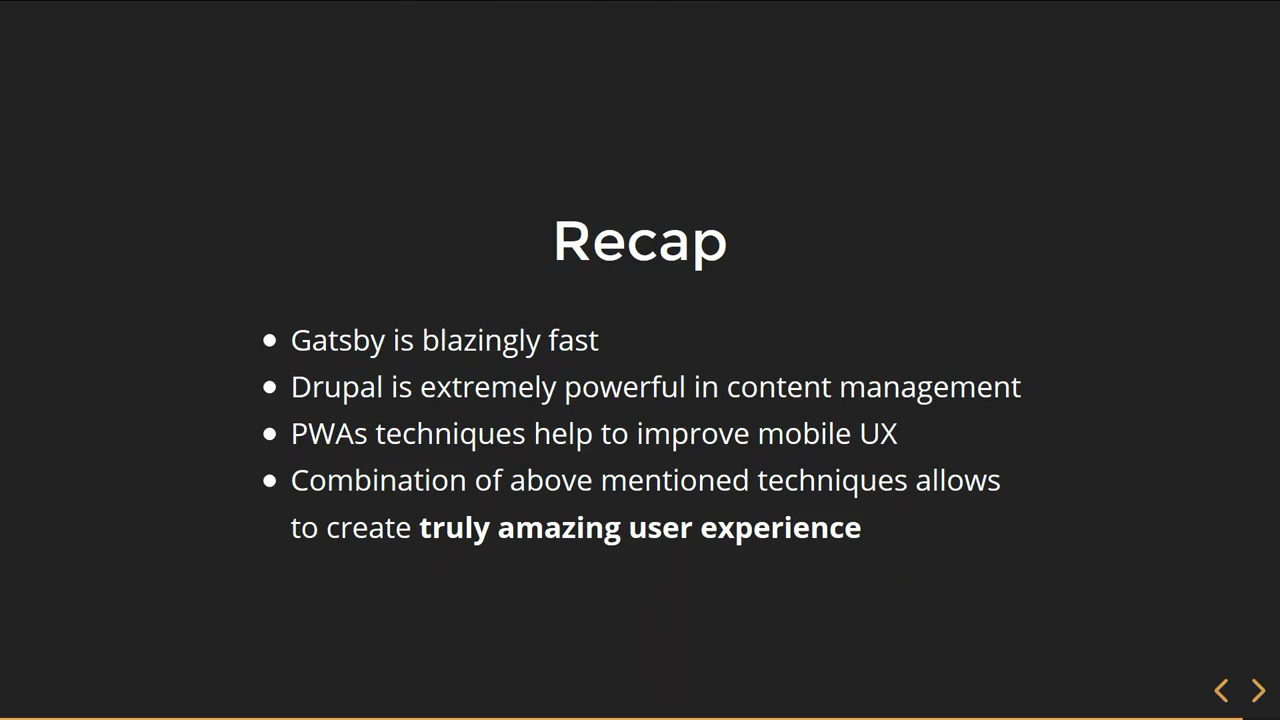 Recap
Gatsby is blazingly fast
Drupal is extremely powerful in content management
PWAs techniques help to improve mobile UX
Combination of above mentioned techniques allows
to create truly amazing user experience